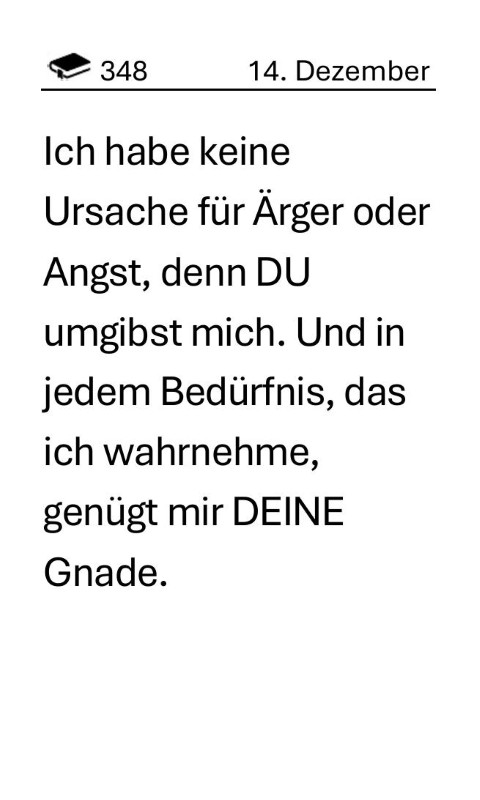 348 14. Dezember
Ich habe keine
Ursache für Ärger oder
Angst, denn DU
umgibst mich. Und in
jedem Bedürfnis, das
ich wahrnehme,
genügt mir DEINE
Gnade.